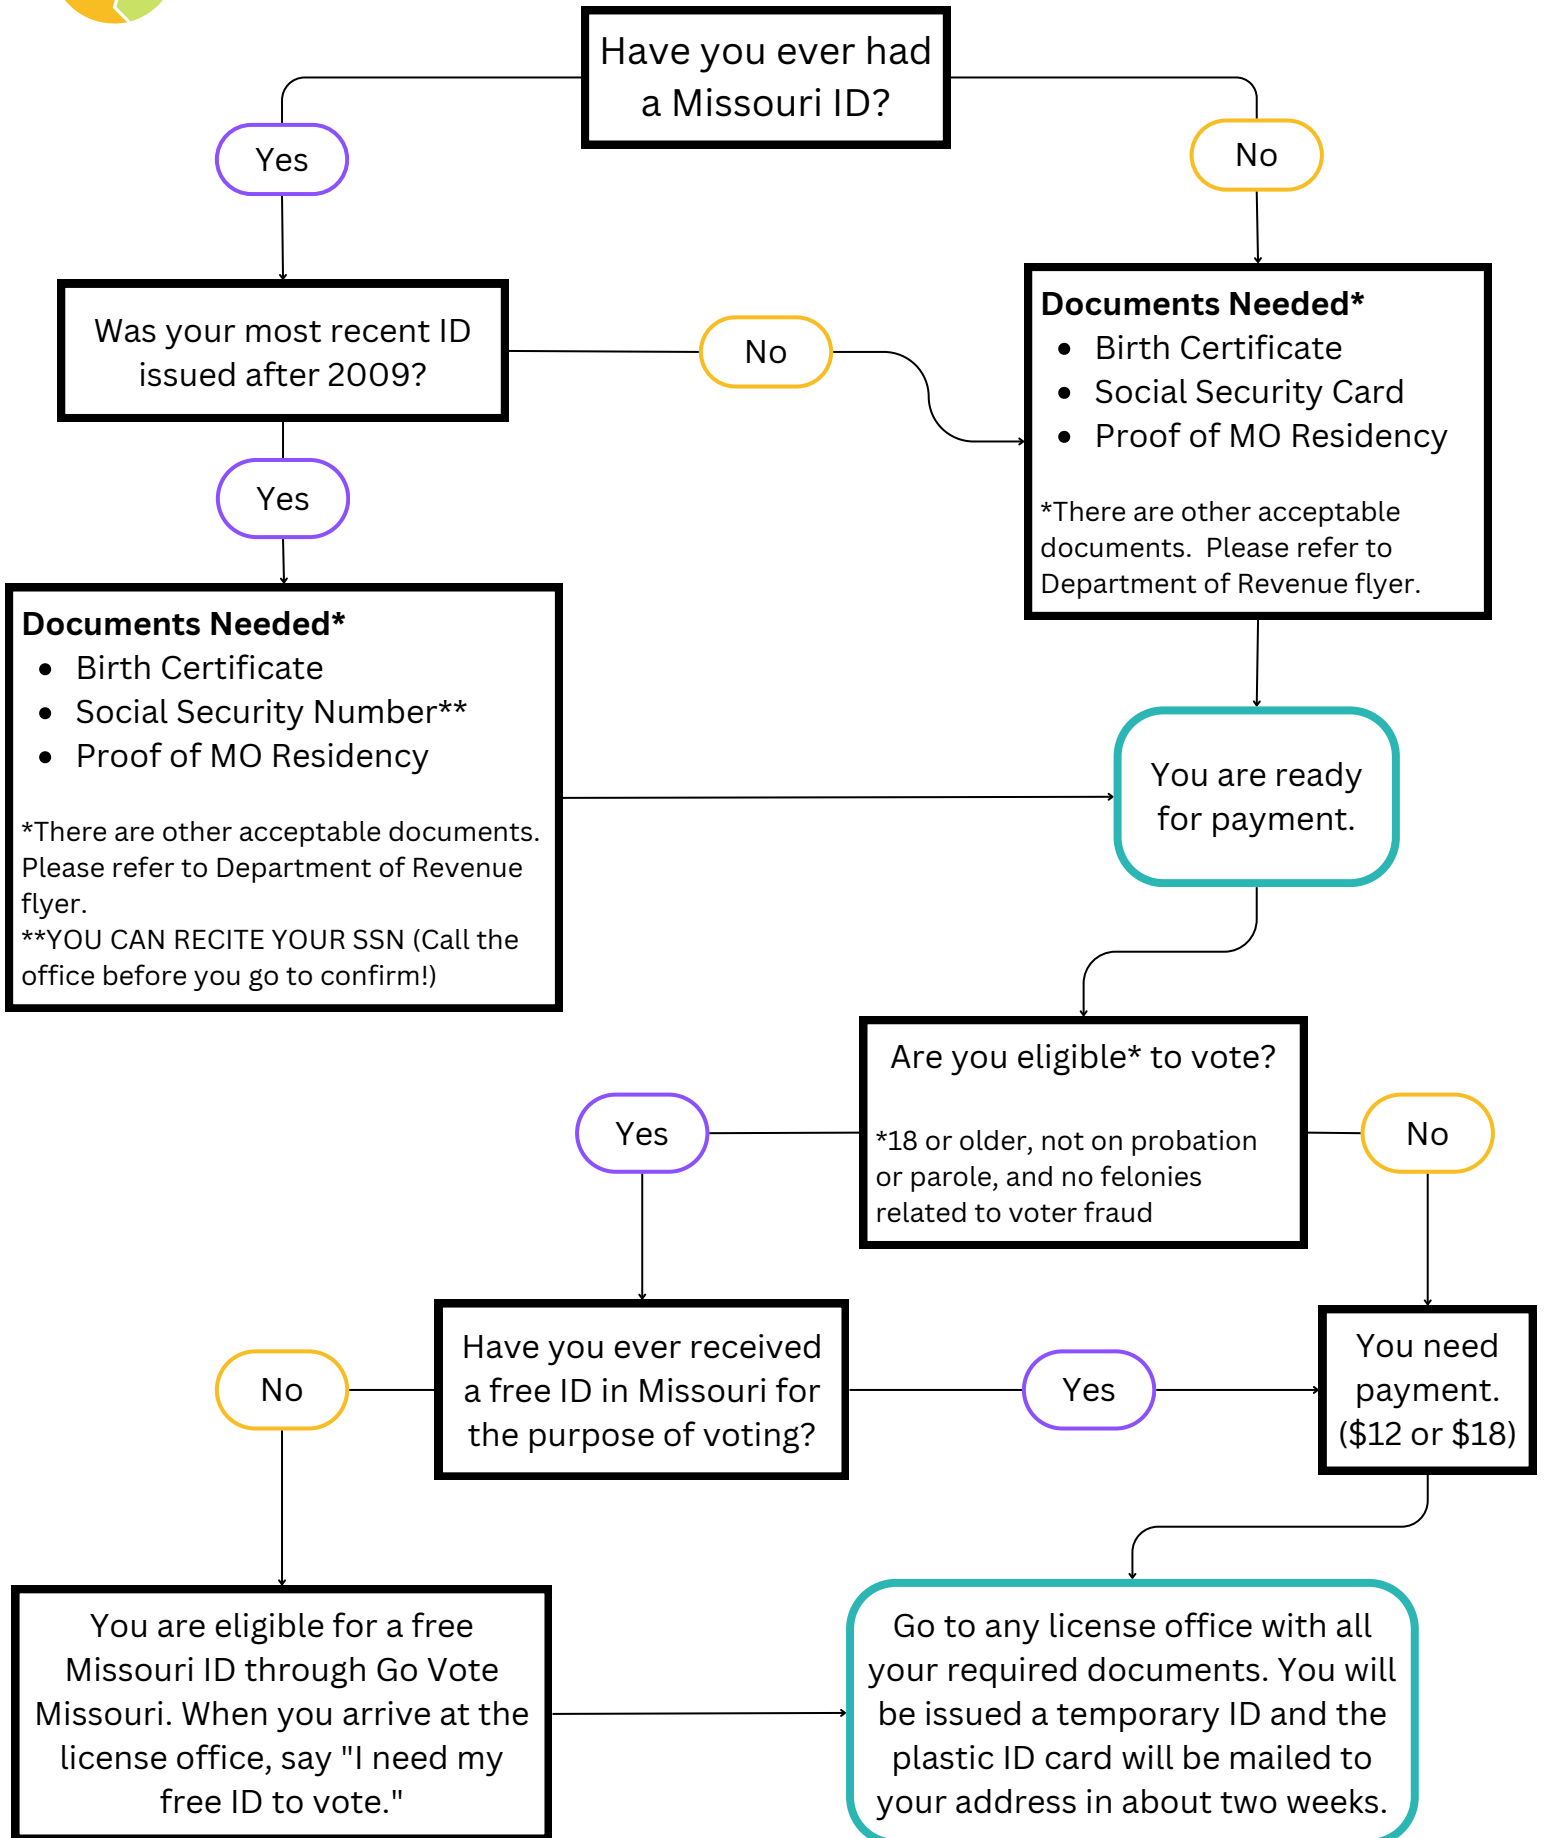 Have you ever had
a Missouri ID?
Yes
No
Was your most recent ID
issued after 2009?
No
Documents Needed*
• Birth Certificate
• Social Security Card
• Proof of MO Residency
*There are other acceptable
documents.  Please refer to
Department of Revenue flyer.
Yes
Documents Needed*
• Birth Certificate
• Social Security Number**
• Proof of MO Residency
*There are other acceptable documents.
Please refer to Department of Revenue
flyer.
**YOU CAN RECITE YOUR SSN (Call the
office before you go to confirm!)
You are ready
for payment.
Are you eligible* to vote?
*18 or older, not on probation
or parole, and no felonies
related to voter fraud
Yes
No
Have you ever received
a free ID in Missouri for
the purpose of voting?
No
Yes
You need
payment.
($12 or $18)
You are eligible for a free
Missouri ID through Go Vote
Missouri. When you arrive at the
license office, say "I need my
free ID to vote."
Go to any license office with all
your required documents. You will
be issued a temporary ID and the
plastic ID card will be mailed to
your address in about two weeks.